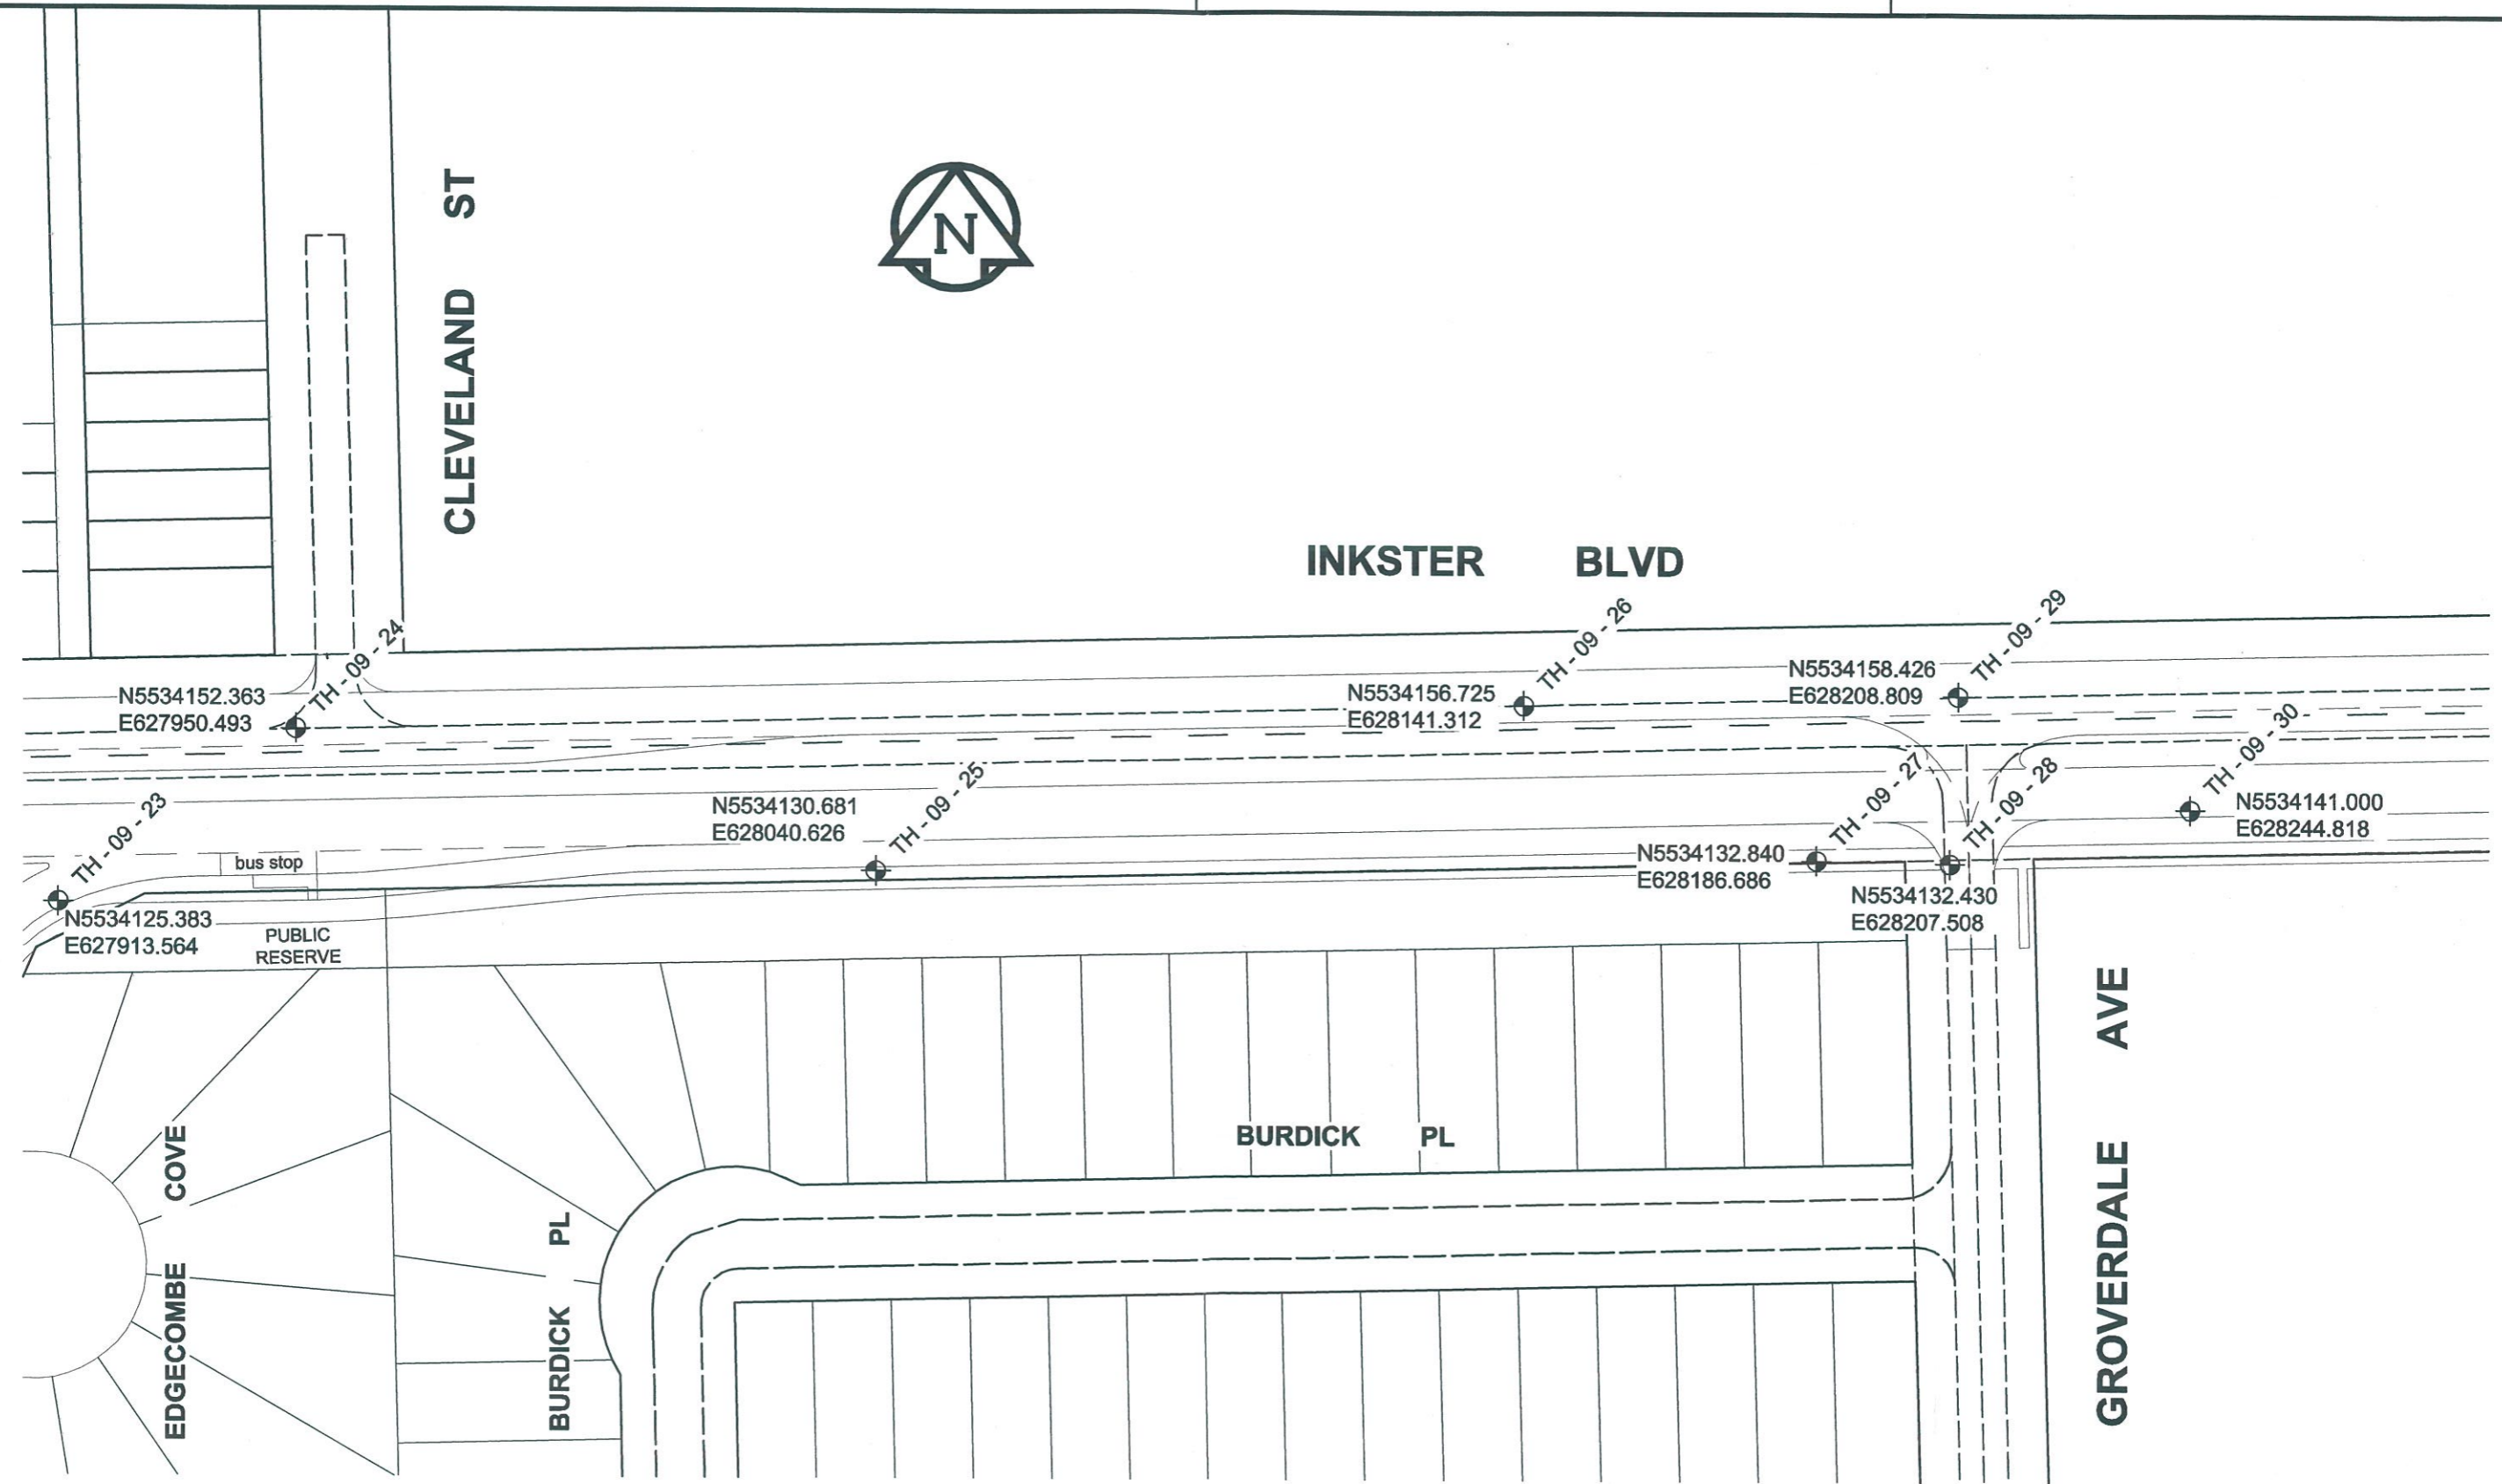 CLEVELAND ST
N
INKSTER BLVD
TH - 09 - 24
N5534152.363
E627950.493
TH - 09 - 26
N5534156.725
E628141.312
TH - 09 - 29
N5534158.426
E628208.809
TH - 09 - 23
N5534125.383
E627913.564
bus stop
PUBLIC
RESERVE
TH - 09 - 25
N5534130.681
E628040.626
TH - 09 - 27
N5534132.840
E628186.686
TH - 09 - 28
N5534132.430
E628207.508
TH - 09 - 30
N5534141.000
E628244.818
EDGECOMBE COVE
BURDICK PL
BURDICK PL
GROVERDALE AVE